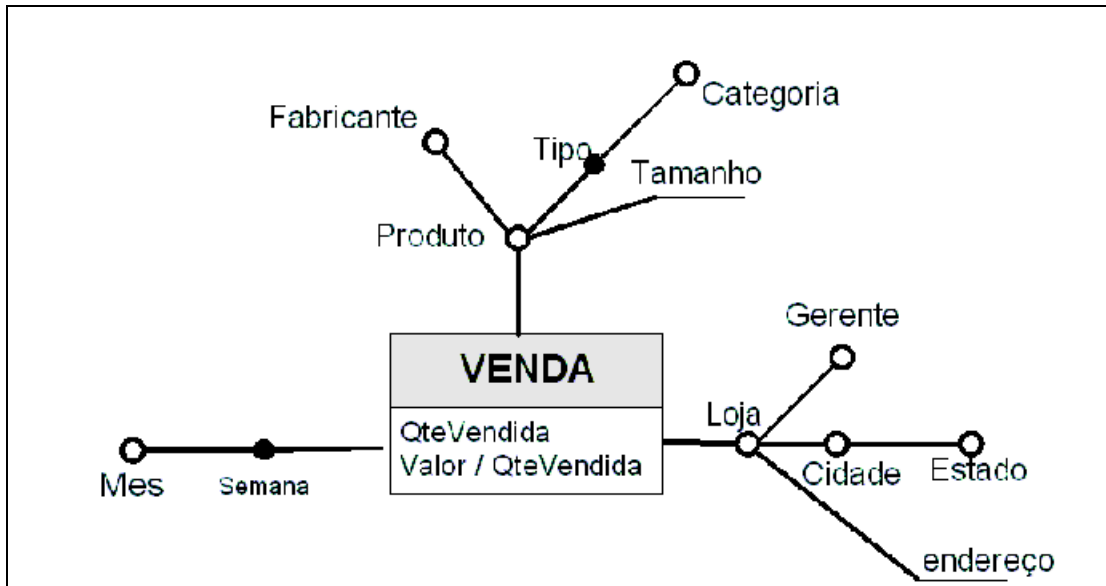 Categoria
Fabricante
Tipo
Tamanho
Produto
Gerente
VENDA
Loja
QteVendida
Valor / QteVendida
Mes
Semana
Cidade
Estado
endereço